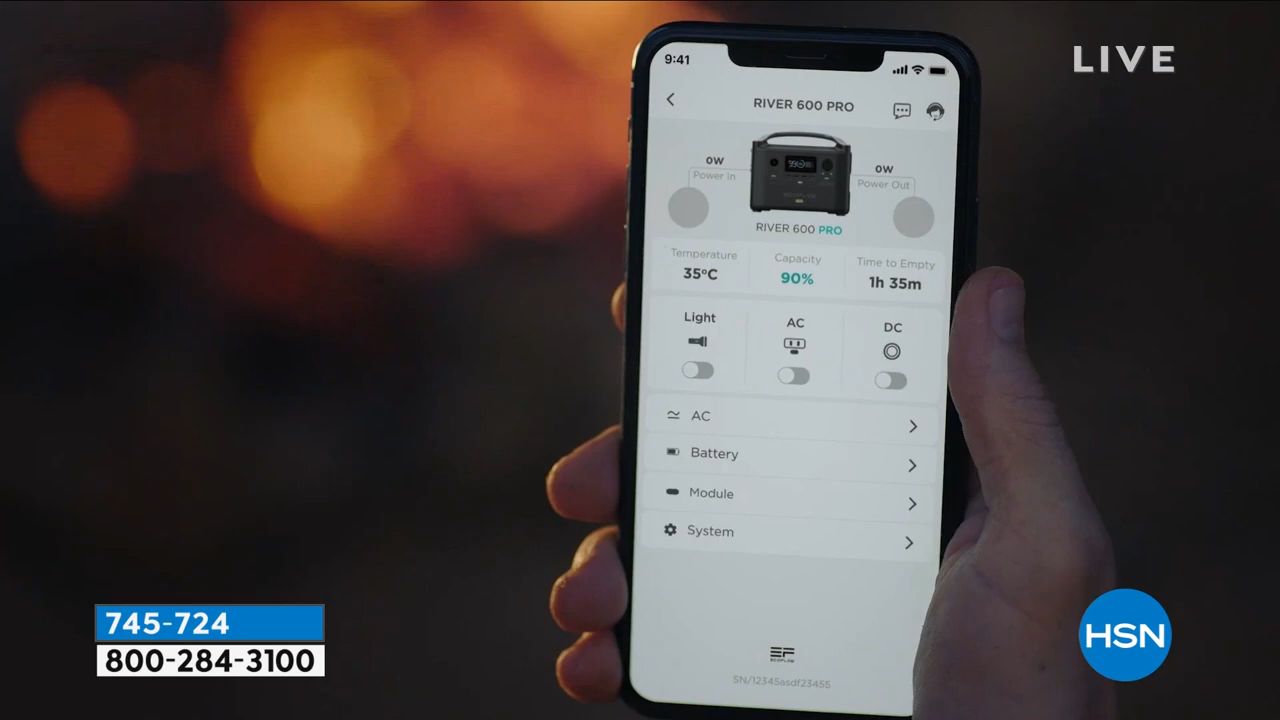 LIVE
9:41
RIVER 600 PRO
0W
Power In
0W
Power Out
RIVER 600 PRO
Temperature
35°C
Capacity
90%
Time to Empty
1h 35m
Light
AC
DC
AC
Battery
Module
System
EF
ECOFLOW
SN/12345asdf23455
745-724
800-284-3100
HSN